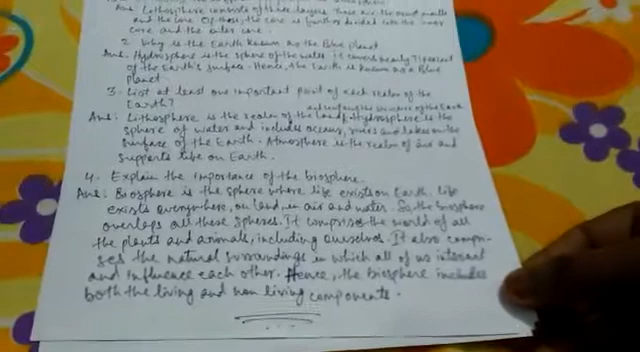 Ans: Lithosphere consists of three layers. These are the crust, mantle
and the core. Of these, the core is further divided into the inner
core and the outer core.
2. Why is the Earth known as the Blue planet
Ans: Hydrosphere is the sphere of the water. It covers nearly 71 percent
of the Earth's surface. Hence, the Earth is known as a Blue
planet.
3. List at least one important point of each realm of the
Earth?
Ans: Lithosphere is the realm of the land Hydrosphere is the
sphere of water and includes oceans, rivers and lakes on the
surface of the Earth. Atmosphere is the realm of air and
supports life on Earth.
4. Explain the importance of the biosphere.
Ans: Biosphere is the sphere where life exists on Earth. life
exists everywhere, on land, in air and water. So the biosphere
overlaps all these spheres. It comprises the world of all
the plants and animals, including ourselves. It also compri-
ses the natural surroundings in which all of us interact
and influence each other. Hence, the biosphere includes
both the living and non living components.